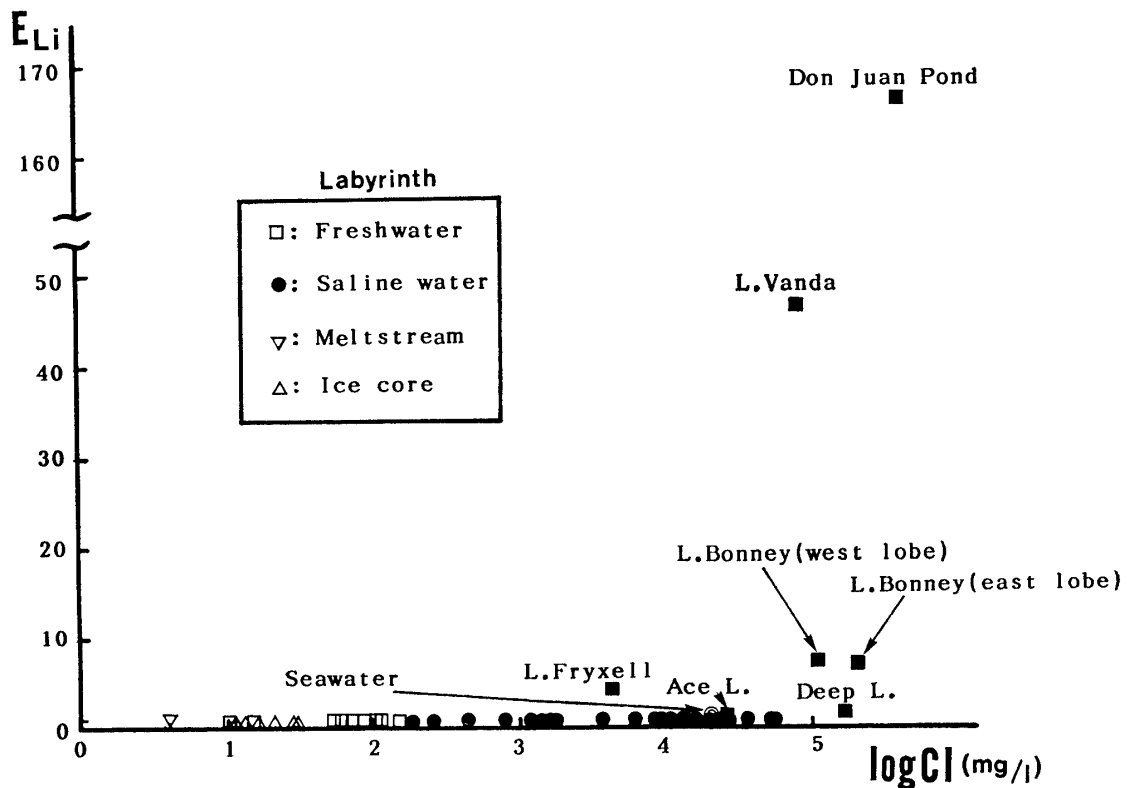 ELi
170
160
50
40
30
20
10
0
Don Juan Pond
Labyrinth
□: Freshwater
●: Saline water
▽: Meltstream
△: Ice core
L.Vanda
L.Bonney(west lobe)
L.Bonney(east lobe)
L.Fryxell
Seawater
Ace L.
Deep L.
0 1 2 3 4 5
logCl (mg/l)